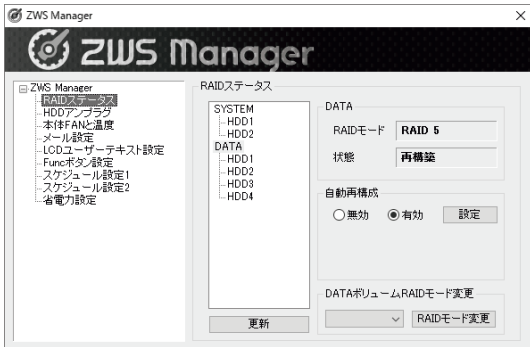 ZWS Manager
ZWS Manager
ZWS Manager
RAIDステータス
HDDアンプラグ
本体FANと温度
メール設定
LCDユーザーテキスト設定
Funcボタン設定
スケジュール設定1
スケジュール設定2
省電力設定
RAIDステータス
SYSTEM
HDD1
HDD2
DATA
HDD1
HDD2
HDD3
HDD4
更新
DATA
RAIDモード RAID 5
状態 再構築
自動再構成
無効 有効 設定
DATAボリュームRAIDモード変更
RAIDモード変更